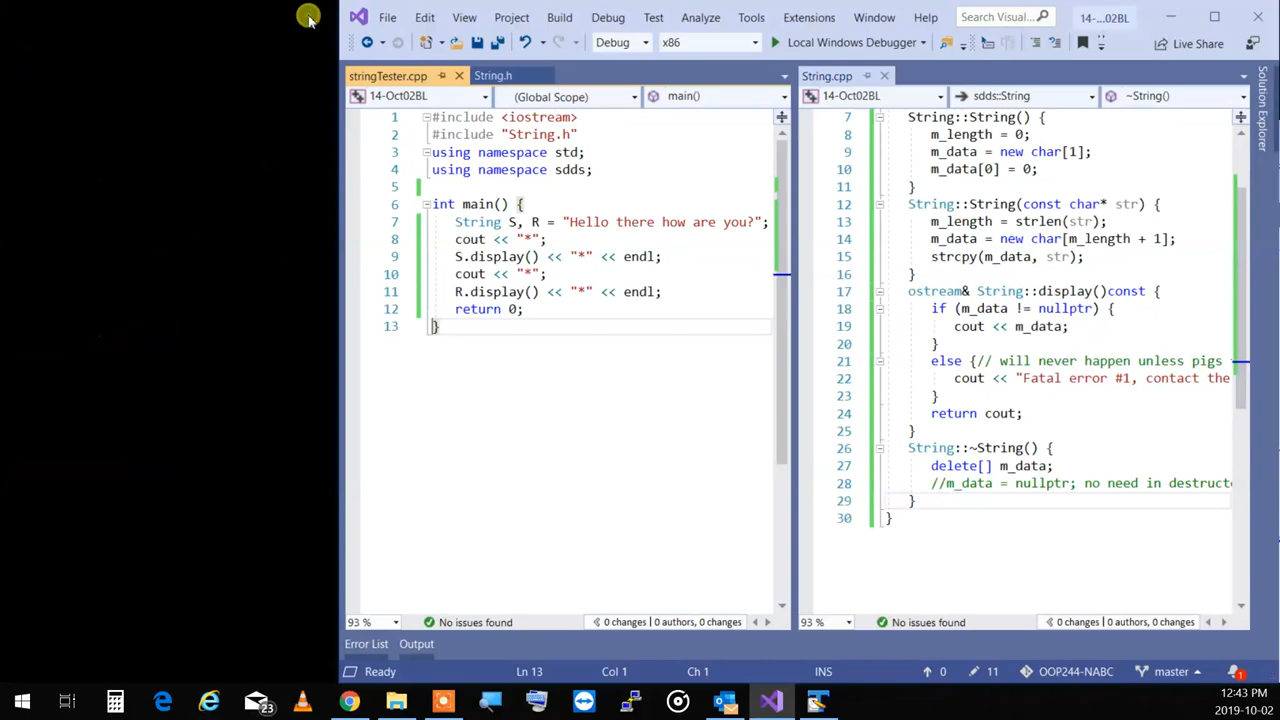 File Edit View Project Build Debug Test Analyze Tools Extensions Window Help Search Visual... 14-...02BL
Debug x86 Local Windows Debugger Live Share
stringTester.cpp String.h
14-Oct02BL (Global Scope) main()
1 #include <iostream>
2 #include "String.h"
3 using namespace std;
4 using namespace sdds;
5
6 int main() {
7 String S, R = "Hello there how are you?";
8 cout << "*";
9 S.display() << "*" << endl;
10 cout << "*";
11 R.display() << "*" << endl;
12 return 0;
13 }
93 % No issues found 0 changes | 0 authors, 0 changes
String.cpp
14-Oct02BL sdds::String ~String()
7 String::String() {
8 m_length = 0;
9 m_data = new char[1];
10 m_data[0] = 0;
11 }
12 String::String(const char* str) {
13 m_length = strlen(str);
14 m_data = new char[m_length + 1];
15 strcpy(m_data, str);
16 }
17 ostream& String::display()const {
18 if (m_data != nullptr) {
19 cout << m_data;
20 }
21 else {// will never happen unless pigs
22 cout << "Fatal error #1, contact the
23 }
24 return cout;
25 }
26 String::~String() {
27 delete[] m_data;
28 //m_data = nullptr; no need in destructo
29 }
30 }
93 % No issues found 0 changes | 0 authors, 0 changes
Solution Explorer
Error List Output
Ready Ln 13 Col 1 Ch 1 INS 0 11 OOP244-NABC master 1
23
12:43 PM
2019-10-02